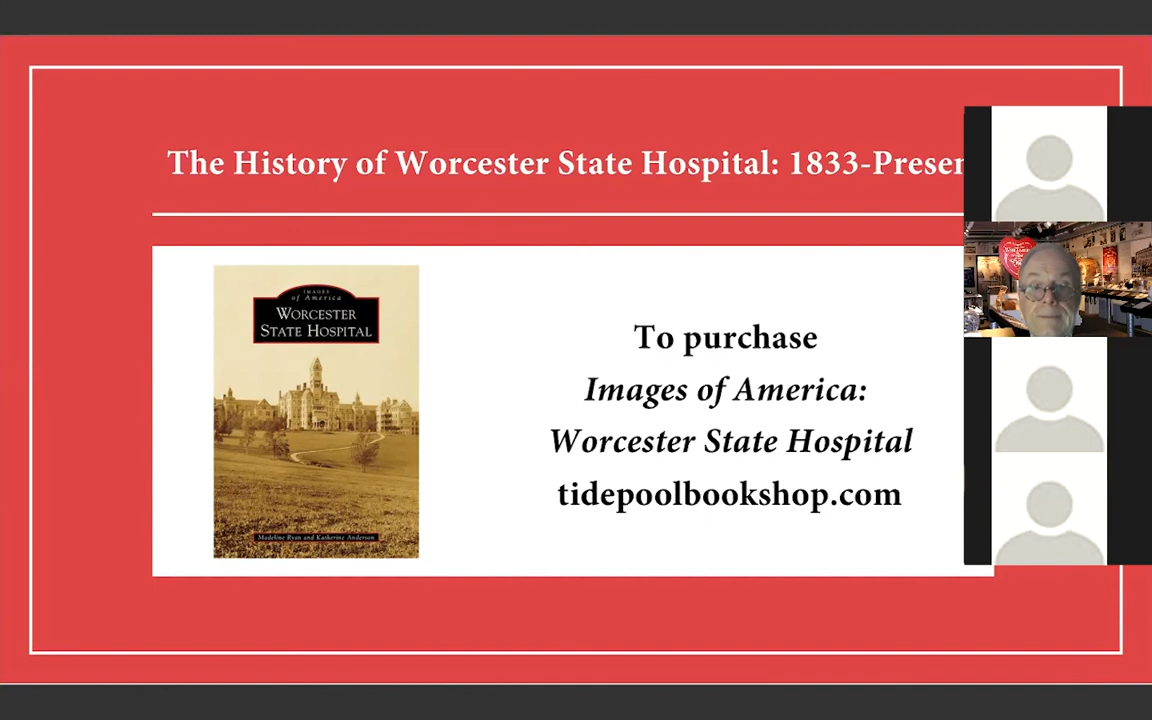 The History of Worcester State Hospital: 1833-Presen
IMAGES
of America
WORCESTER
STATE HOSPITAL
Madeline Ryan and Katherine Anderson
To purchase
Images of America:
Worcester State Hospital
tidepoolbookshop.com